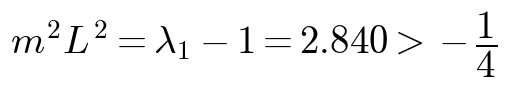 m²L² = λ₁ − 1 = 2.840 > −1/4